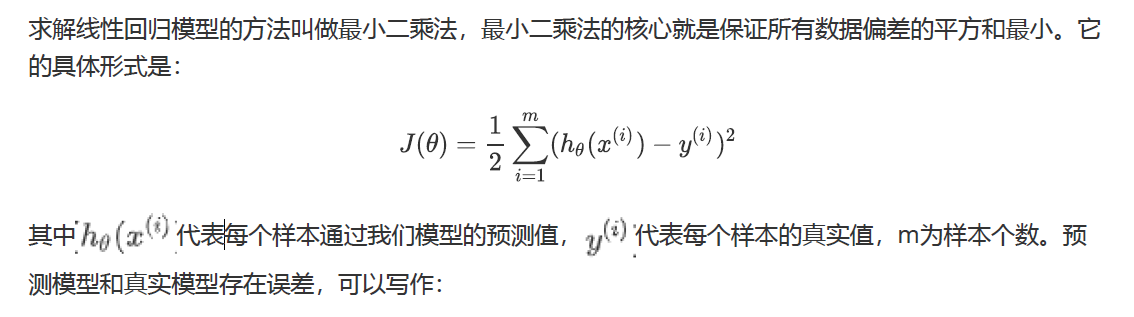 求解线性回归模型的方法叫做最小二乘法，最小二乘法的核心就是保证所有数据偏差的平方和最小。它
的具体形式是：
J(θ) = \frac{1}{2} \sum_{i=1}^{m} (h_θ(x^{(i)}) − y^{(i)})^2
其中 h_θ(x^{(i)} 代表每个样本通过我们模型的预测值， y^{(i)} 代表每个样本的真实值，m为样本个数。预
测模型和真实模型存在误差，可以写作：